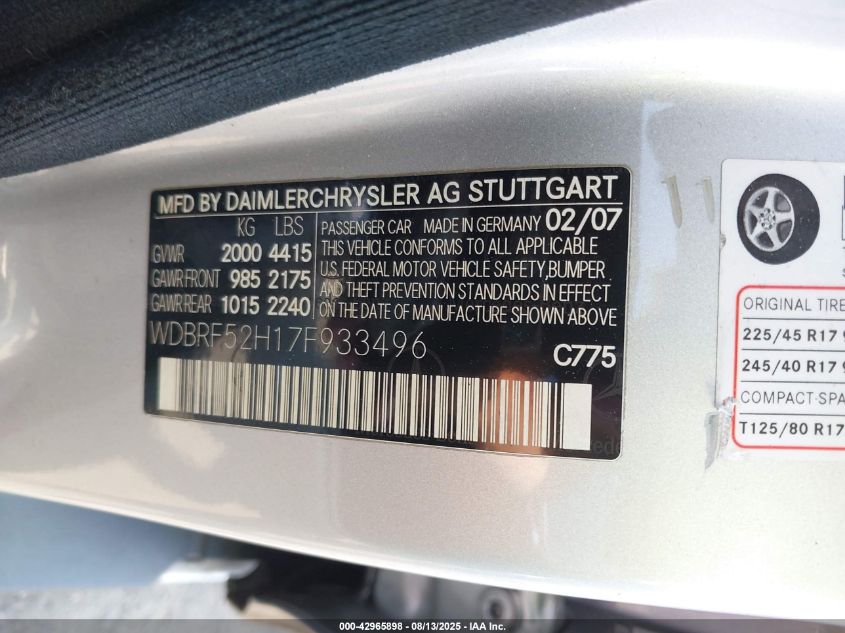 MFD BY DAIMLERCHRYSLER AG STUTTGART
KG LBS
GVWR 2000 4415
GAWR FRONT 985 2175
GAWR REAR 1015 2240
PASSENGER CAR MADE IN GERMANY 02/07
THIS VEHICLE CONFORMS TO ALL APPLICABLE
U.S. FEDERAL MOTOR VEHICLE SAFETY,BUMPER
AND THEFT PREVENTION STANDARDS IN EFFECT
ON THE DATE OF MANUFACTURE SHOWN ABOVE
WDBRF52H17F933496
C775
ORIGINAL TIRE
225/45 R17 9
245/40 R17 9
COMPACT-SPA
T125/80 R17
000-42965898 - 08/13/2025 - IAA Inc.